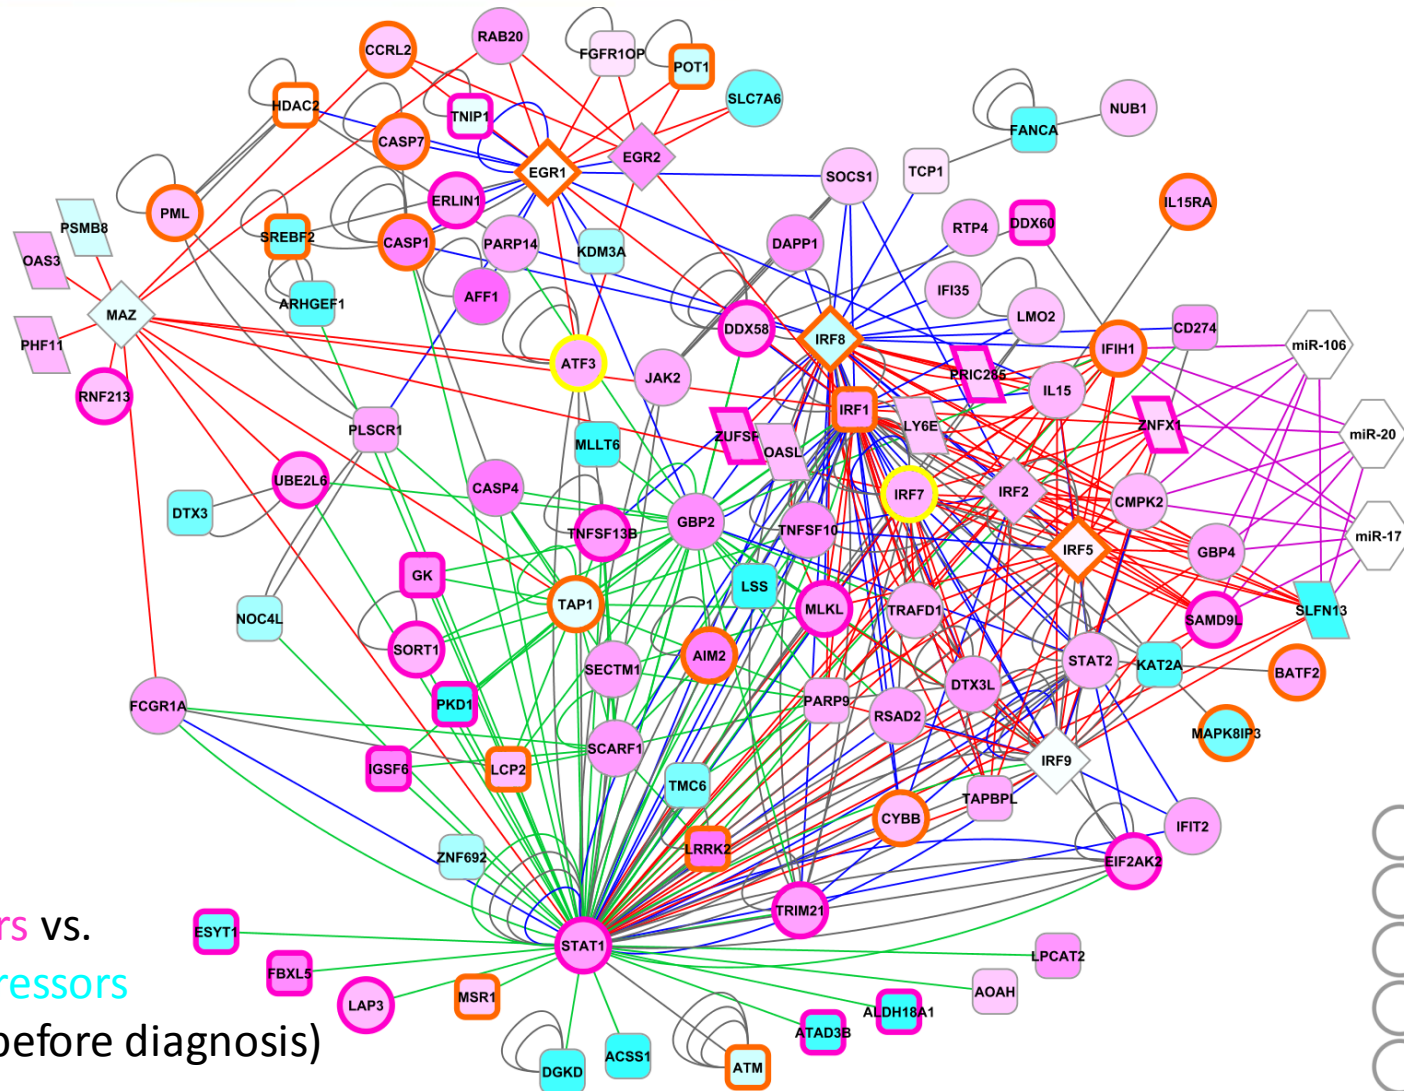 CCRL2
RAB20
FGFR1OP
POT1
SLC7A6
HDAC2
TNIP1
CASP7
EGR1
EGR2
FANCA
NUB1
SOCS1
TCP1
IL15RA
PSMB8
PML
ERLIN1
OAS3
SREBF2
CASP1
PARP14
KDM3A
DAPP1
RTP4
DDX60
ARHGEF1
AFF1
IFI35
LMO2
MAZ
PHF11
DDX58
IRF8
CD274
miR-106
IFIH1
ATF3
JAK2
PRIC285
IL15
RNF213
PLSCR1
MLLT6
ZUFSP
OASL
IRF1
LY6E
ZNFX1
miR-20
UBE2L6
CASP4
IRF7
IRF2
CMPK2
DTX3
TNFSF13B
GBP2
TNFSF10
IRF5
GBP4
miR-17
GK
TAP1
LSS
MLKL
TRAFD1
SAMD9L
SLFN13
NOC4L
SORT1
SECTM1
AIM2
STAT2
KAT2A
BATF2
FCGR1A
PKD1
PARP9
RSAD2
DTX3L
MAPK8IP3
IGSF6
LCP2
SCARF1
TMC6
IRF9
TAPBPL
CYBB
IFIT2
ZNF692
LRRK2
EIF2AK2
TRIM21
rs vs.
ESYT1
STAT1
FBXL5
LPCAT2
ressors
LAP3
MSR1
AOAH
ALDH18A1
before diagnosis)
ATAD3B
DGKD
ACSS1
ATM